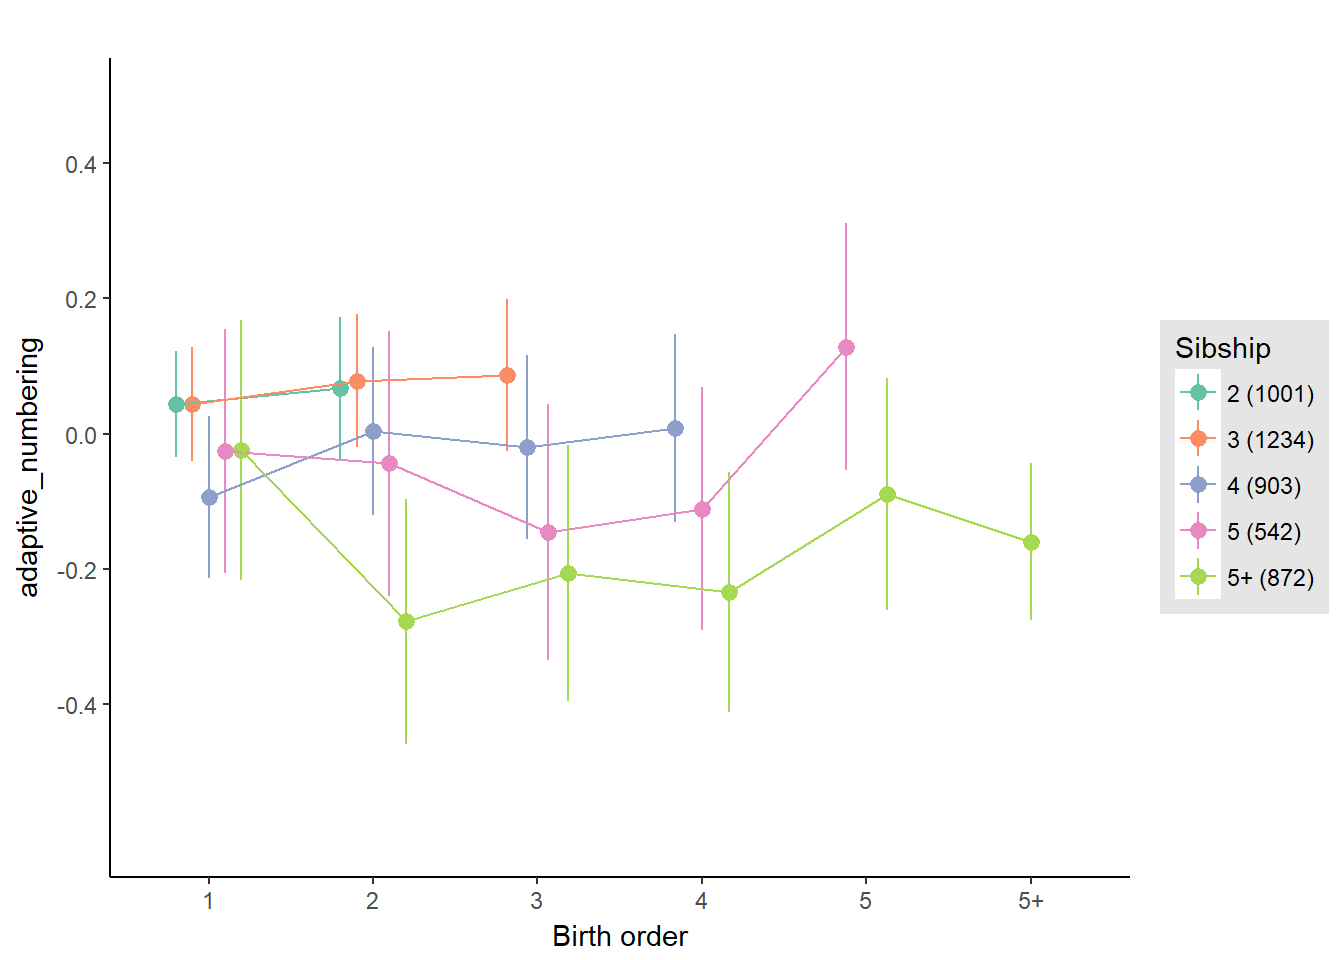 0.4
0.2
0.0
-0.2
-0.4
adaptive_numbering
1 2 3 4 5 5+
Birth order
Sibship
2 (1001)
3 (1234)
4 (903)
5 (542)
5+ (872)